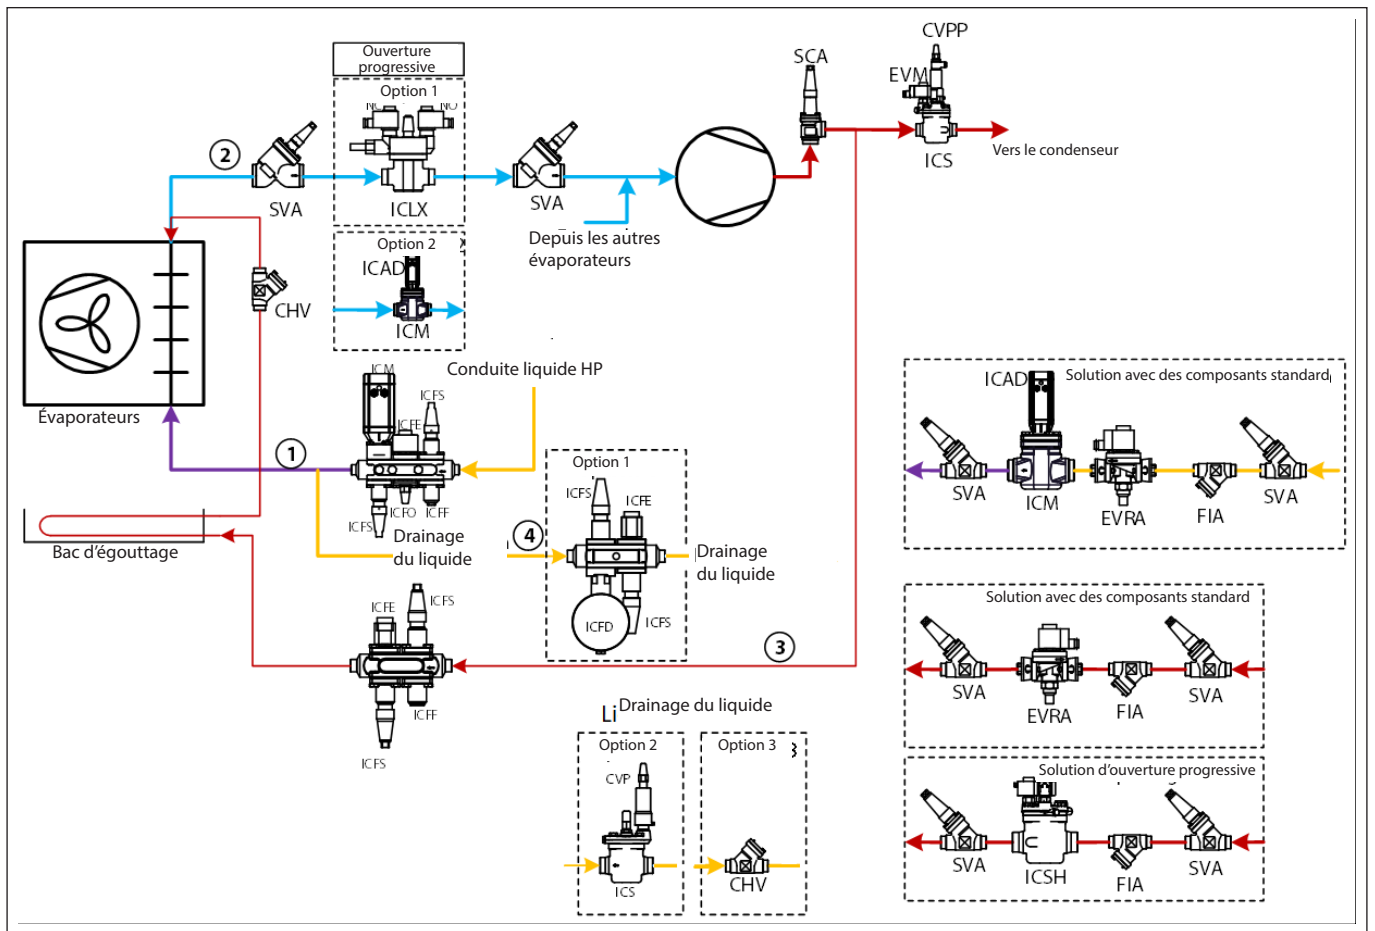 Ouverture
progressive
Option 1
NO
SVA
ICLX
SVA
Depuis les autres
évaporateurs
SCA
CVPP
EVM
ICS
Vers le condenseur
2
Option 2
ICAD
ICM
CHV
Évaporateurs
Bac d'égouttage
1
ICM
ICFS
ICFE
ICFS
ICFO
ICFF
Conduite liquide HP
Drainage
du liquide
4
Option 1
ICFS
ICFE
ICFD
ICFS
Drainage
du liquide
ICFE
ICFS
ICFF
ICFS
3
Li
Drainage du liquide
Option 2
CVP
ICS
Option 3
CHV
Solution avec des composants standard
ICAD
SVA
ICM
EVRA
FIA
SVA
Solution avec des composants standard
SVA
EVRA
FIA
SVA
Solution d'ouverture progressive
SVA
ICSH
FIA
SVA